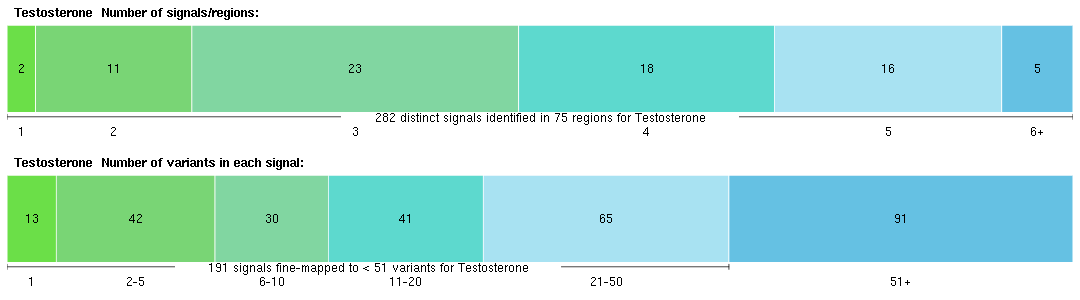 Testosterone Number of signals/regions:
2 11 23 18 16 5
282 distinct signals identified in 75 regions for Testosterone
1 2 3 4 5 6+
Testosterone Number of variants in each signal:
13 42 30 41 65 91
191 signals fine-mapped to < 51 variants for Testosterone
1 2-5 6-10 11-20 21-50 51+